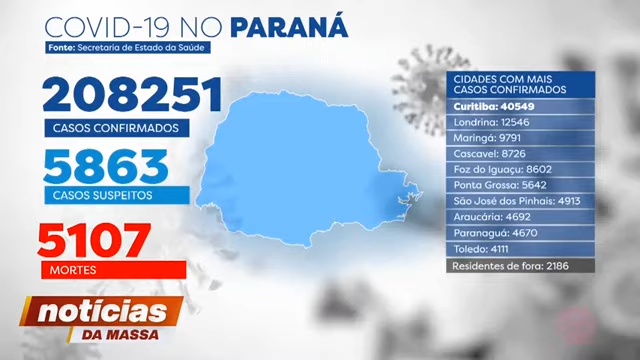 COVID-19 NO PARANÁ
Fonte: Secretaria de Estado da Saúde
208251
CASOS CONFIRMADOS
5863
CASOS SUSPEITOS
5107
MORTES
notícias
DA MASSA
CIDADES COM MAIS
CASOS CONFIRMADOS
Curitiba: 40549
Londrina: 12546
Maringá: 9791
Cascavel: 8726
Foz do Iguaçu: 8602
Ponta Grossa: 5642
São José dos Pinhais: 4913
Araucária: 4692
Paranaguá: 4670
Toledo: 4111
Residentes de fora: 2186